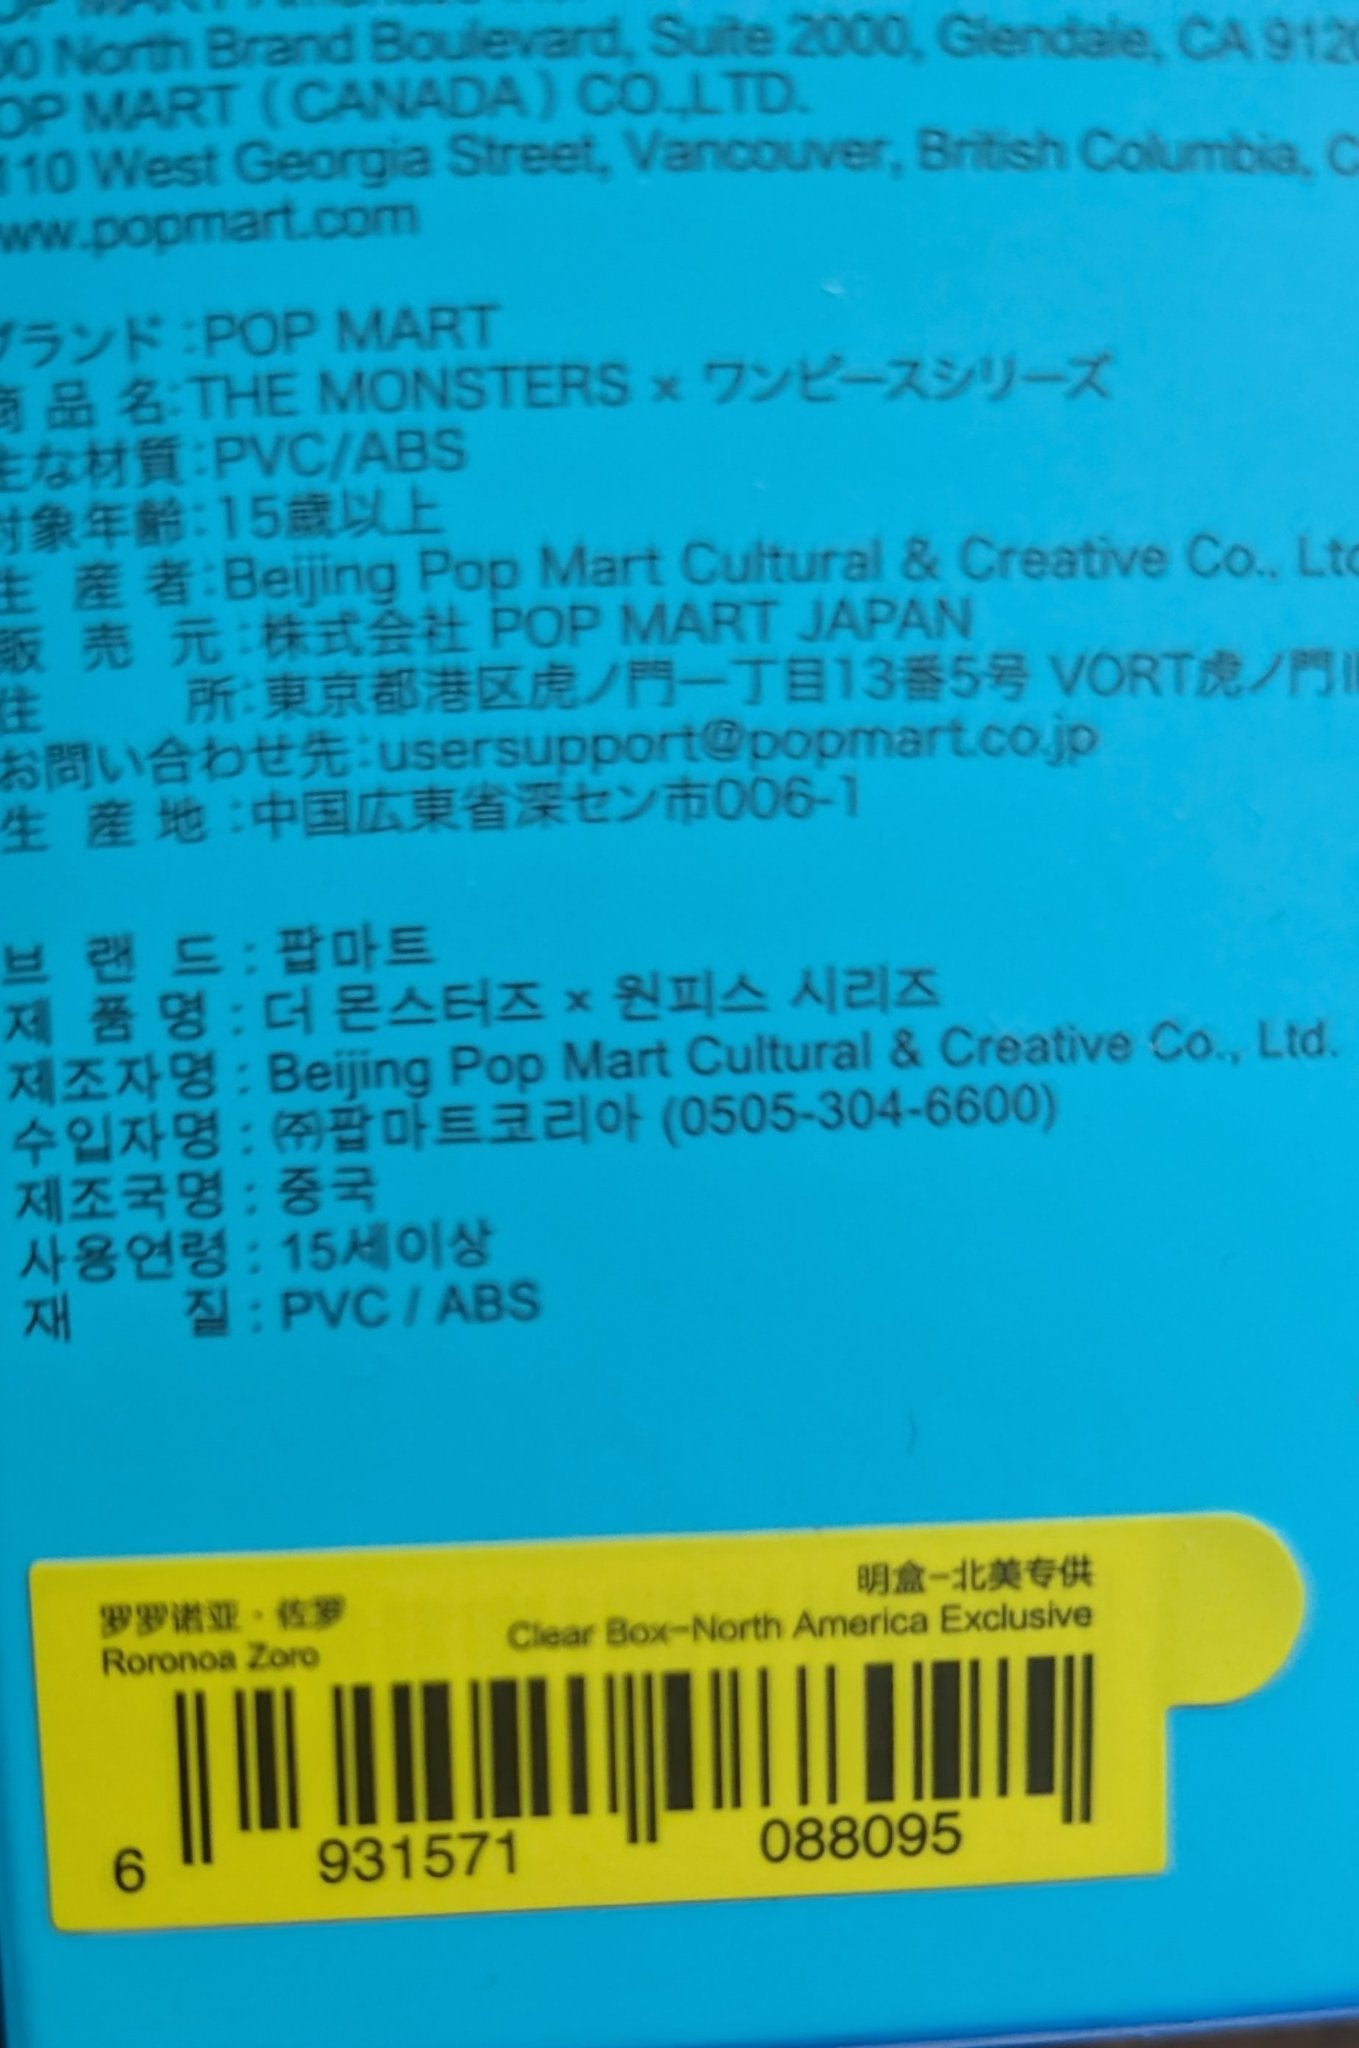 North Brand Boulevard, Suite 2000, Glendale, CA
MART (CANADA) CO.,LTD.
West Georgia Street, Vancouver, British Columbia,
www.popmart.com
ブランド:POP MART
商品名:THE MONSTERS × ワンピースシリーズ
主な材質:PVC/ABS
対象年齢:15歳以上
生産者:Beijing Pop Mart Cultural & Creative Co., Ltd
販売元:株式会社 POP MART JAPAN
住所:東京都港区虎ノ門一丁目13番5号 VORT虎ノ門
お問い合わせ先:usersupport@popmart.co.jp
生産地:中国広東省深セン市006-1
브랜드 : 팝마트
제품명 : 더 몬스터즈 × 원피스 시리즈
제조자명 : Beijing Pop Mart Cultural & Creative Co., Ltd.
수입자명 : ㈜팝마트코리아 (0505-304-6600)
제조국명 : 중국
사용연령 : 15세이상
재질 : PVC / ABS
明盒-北美专供
罗罗诺亚·佐罗
Clear Box-North America Exclusive
Roronoa Zoro
6 931571 088095